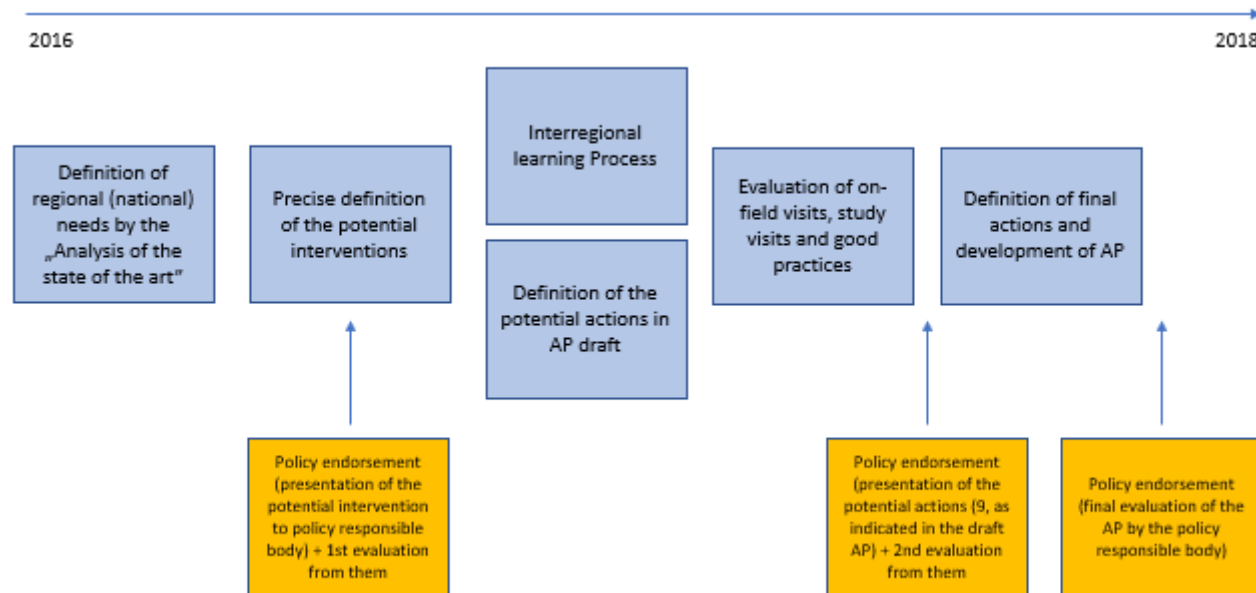 2016
2018
Definition of
regional (national)
needs by the
„Analysis of the
state of the art"
Precise definition
of the potential
interventions
Interregional
learning Process
Definition of the
potential actions in
AP draft
Evaluation of on-
field visits, study
visits and good
practices
Definition of final
actions and
development of AP
Policy endorsement
(presentation of the
potential intervention
to policy responsible
body) + 1st evaluation
from them
Policy endorsement
(presentation of the
potential actions (9, as
indicated in the draft
AP) + 2nd evaluation
from them
Policy endorsement
(final evaluation of the
AP by the policy
responsible body)